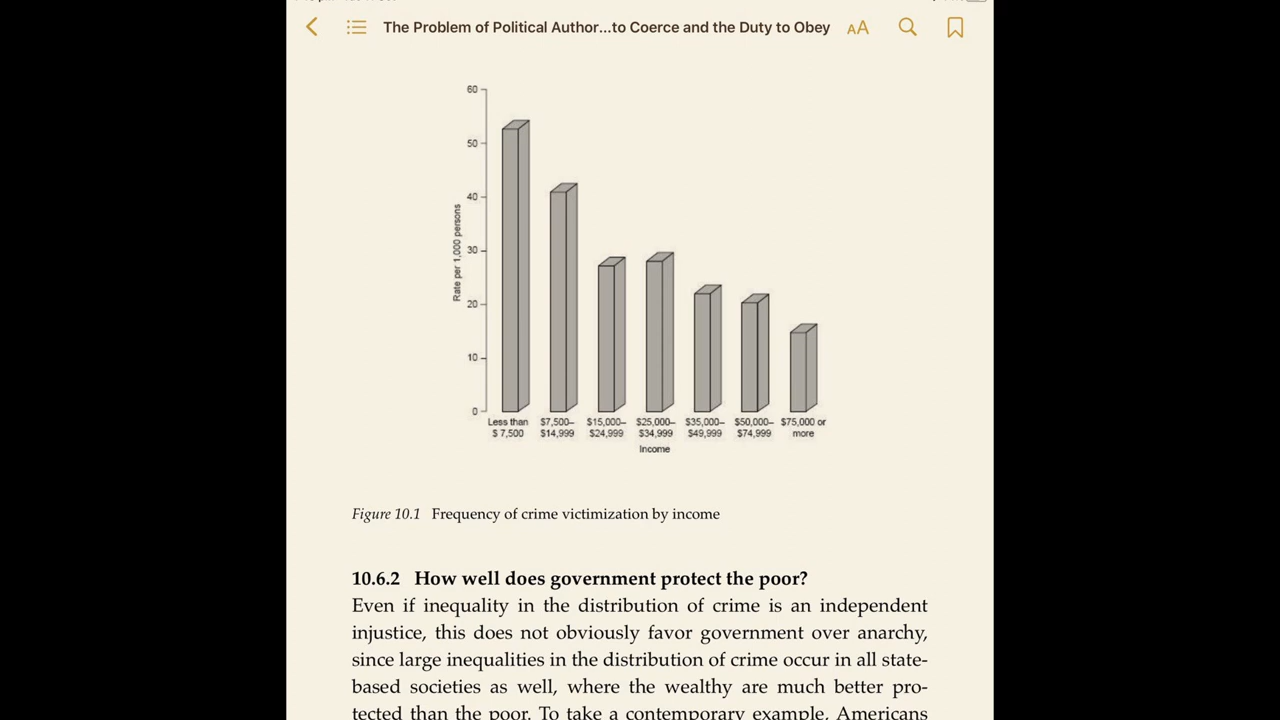 The Problem of Political Author...to Coerce and the Duty to Obey
AA
60
50
40
30
20
10
0
Rate per 1,000 persons
Less than $7,500– $15,000– $25,000– $35,000– $50,000– $75,000 or
$ 7,500 $14,999 $24,999 $34,999 $49,999 $74,999 more
Income
Figure 10.1 Frequency of crime victimization by income
10.6.2 How well does government protect the poor?
Even if inequality in the distribution of crime is an independent
injustice, this does not obviously favor government over anarchy,
since large inequalities in the distribution of crime occur in all state-
based societies as well, where the wealthy are much better pro-
tected than the poor. To take a contemporary example, Americans